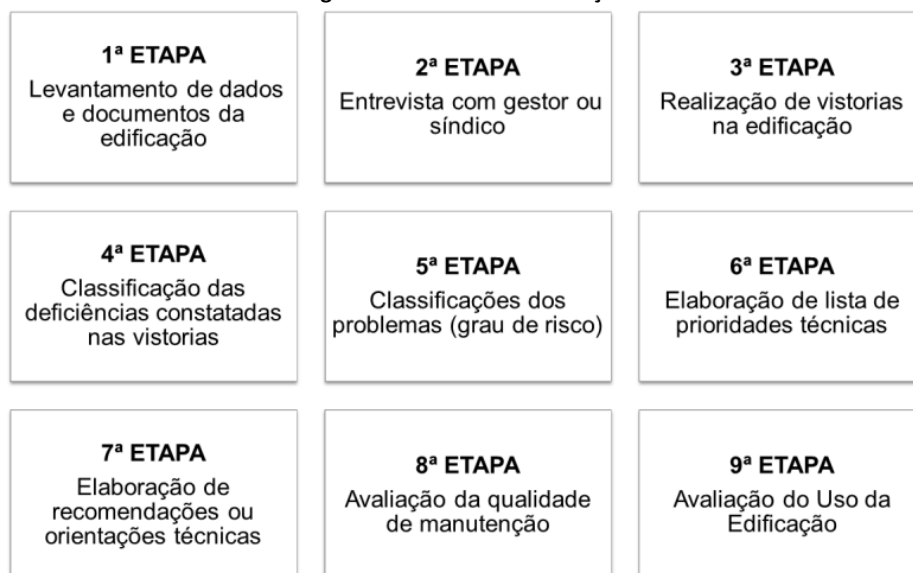 1ª ETAPA
Levantamento de dados
e documentos da
edificação
2ª ETAPA
Entrevista com gestor ou
síndico
3ª ETAPA
Realização de vistorias
na edificação
4ª ETAPA
Classificação das
deficiências constatadas
nas vistorias
5ª ETAPA
Classificações dos
problemas (grau de risco)
6ª ETAPA
Elaboração de lista de
prioridades técnicas
7ª ETAPA
Elaboração de
recomendações ou
orientações técnicas
8ª ETAPA
Avaliação da qualidade
de manutenção
9ª ETAPA
Avaliação do Uso da
Edificação